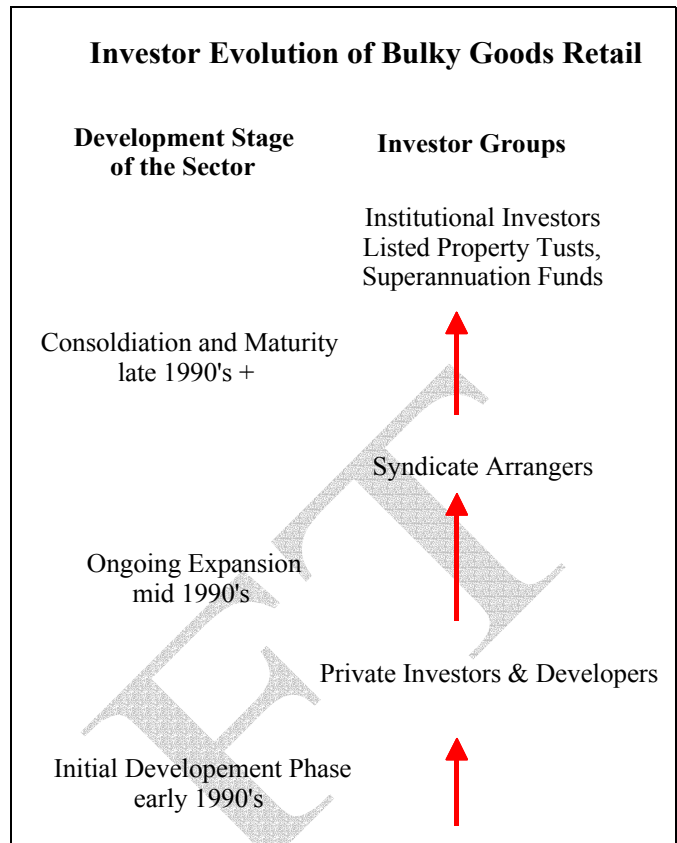 Investor Evolution of Bulky Goods Retail
Development Stage
of the Sector
Investor Groups
Institutional Investors
Listed Property Tusts,
Superannuation Funds
Consoldiation and Maturity
late 1990's +
Syndicate Arrangers
Ongoing Expansion
mid 1990's
Private Investors & Developers
Initial Developement Phase
early 1990's
FT